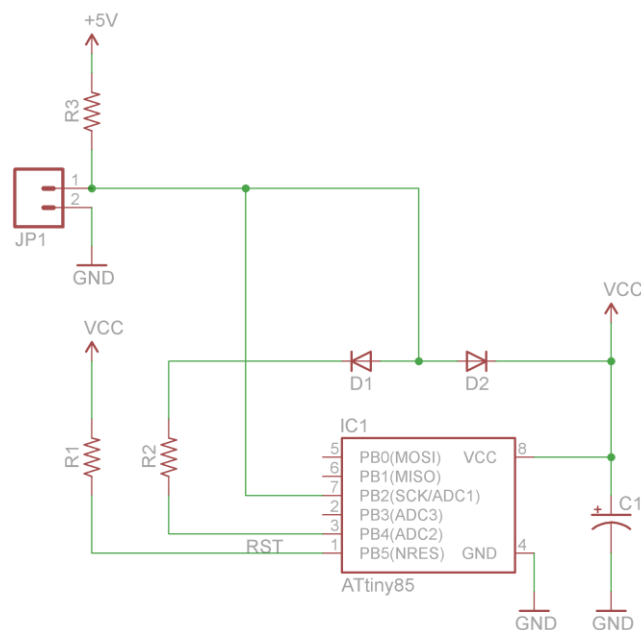 +5V
R3
1
2
JP1
GND
VCC
VCC
D1
D2
R1
R2
IC1
5
PB0(MOSI)
VCC
8
6
PB1(MISO)
7
PB2(SCK/ADC1)
2
PB3(ADC3)
C1
+
3
PB4(ADC2)
RST
1
PB5(NRES)
GND
4
ATtiny85
GND
GND